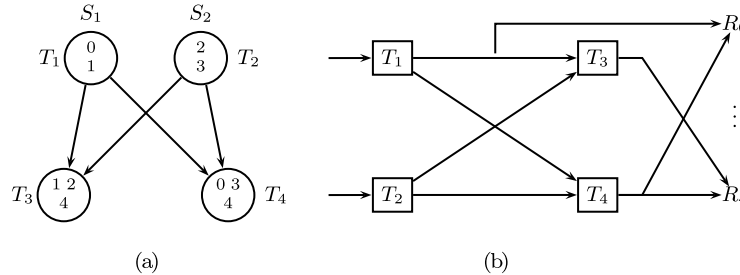 S₁ S₂
T₁ 0 1 2 3 T₂
T₃ 1 2 4 0 3 4 T₄
T₁ T₃
T₂ T₄
⋮
(a) (b)